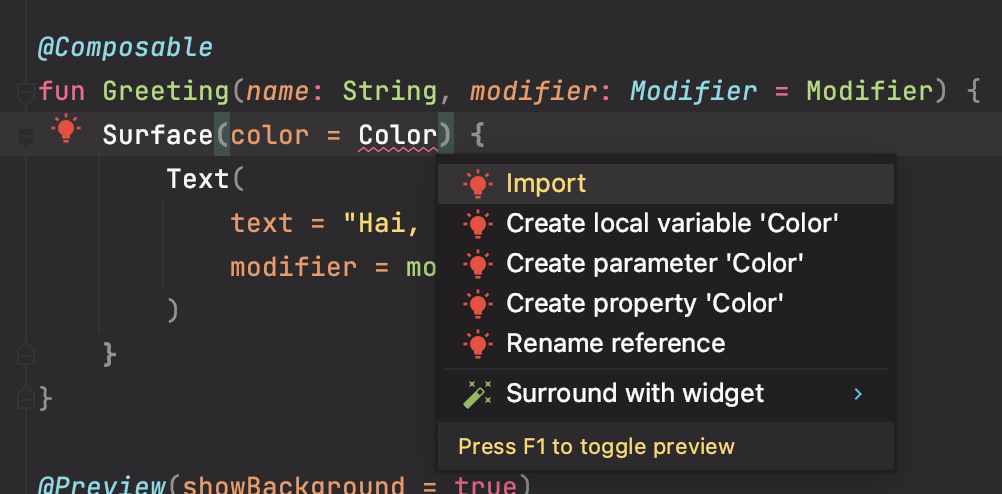 @Composable
fun Greeting(name: String, modifier: Modifier = Modifier) {
Surface(color = Color) {
Text(
text = "Hai,
modifier = mo
)
}
}
@Preview(showBackground = true)
Import
Create local variable 'Color'
Create parameter 'Color'
Create property 'Color'
Rename reference
Surround with widget
Press F1 to toggle preview